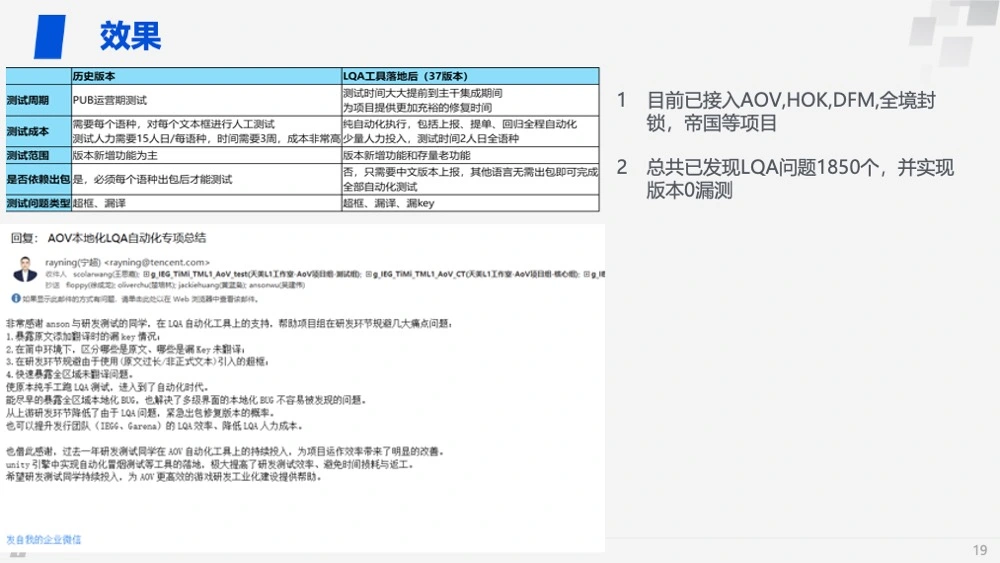 效果
历史版本 LQA工具落地后（37版本）
测试周期 PUB运营期测试 测试时间大大提前到主干集成期间
为项目提供更加充裕的修复时间
测试成本 需要每个语种，对每个文本框进行人工测试 纯自动化执行，包括上报、提单、回归全程自动化
测试人力需要15人日/每语种，时间需要3周，成本非常高 少量人力投入，测试时间2人日全语种
测试范围 版本新增功能为主 版本新增功能和存量老功能
是否依赖出包 是，必须每个语种出包后才能测试 否，只需要中文版本上报，其他语言无需出包即可完成
全部自动化测试
测试问题类型 超框、漏译 超框、漏译、漏key
1 目前已接入AOV,HOK,DFM,全境封
锁，帝国等项目
2 总共已发现LQA问题1850个，并实现
版本0漏测
回复： AOV本地化LQA自动化专项总结
rayning(宁超) <rayning@tencent.com>
收件人 scolarwang(王思裔); g_IEG_TiMi_TML1_AoV_test(天美L1工作室-AoV项目组-测试组); g_IEG_TiMi_TML1_AoV_CT(天美L1工作室-AoV项目组-核心组); g_IE
抄送 floppy(徐成龙); oliverchu(楚琅钦); jackiehuang(黄蓝枭); ansonwu(吴建伟)
如果显示此邮件的方式有问题，请单击此处以在 Web 浏览器中查看该邮件。
非常感谢 anson 与研发测试的同学，在 LQA 自动化工具上的支持，帮助项目组在研发环节规避几大痛点问题：
1.暴露原文添加翻译时的漏 key 情况；
2.在简中环境下，区分哪些是原文、哪些是漏 Key 未翻译；
3.在研发环节规避由于使用(原文过长/非正式文本)引入的超框；
4.快速暴露全区域未翻译问题。
使原本纯手工跑 LQA 测试，进入到了自动化时代。
能尽早的暴露全区域本地化 BUG，也解决了多级界面的本地化 BUG 不容易被发现的问题。
从上游研发环节降低了由于 LQA 问题，紧急出包修复版本的概率。
也可以提升发行团队（IEGG、Garena）的 LQA 效率、降低 LQA 人力成本。
也借此感谢，过去一年研发测试同学在 AOV 自动化工具上的持续投入，为项目运作效率带来了明显的改善。
unity 引擎中实现自动化冒烟测试等工具的落地，极大提高了研发测试效率、避免时间损耗与返工。
希望研发测试同学持续投入，为 AOV 更高效的游戏研发工业化建设提供帮助。
发自我的企业微信
19